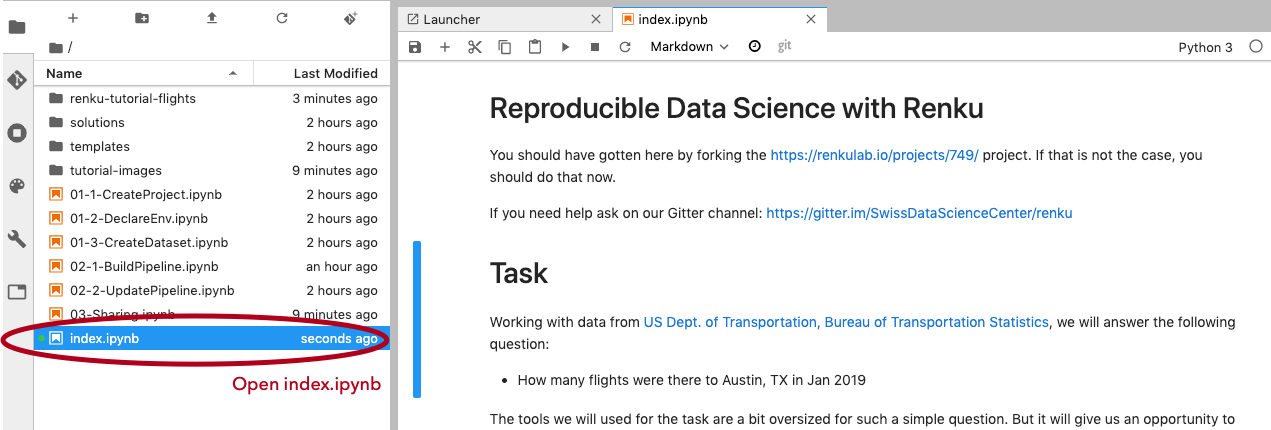 /
Name Last Modified
renku-tutorial-flights 3 minutes ago
solutions 2 hours ago
templates 2 hours ago
tutorial-images 9 minutes ago
01-1-CreateProject.ipynb 2 hours ago
01-2-DeclareEnv.ipynb 2 hours ago
01-3-CreateDataset.ipynb 2 hours ago
02-1-BuildPipeline.ipynb an hour ago
02-2-UpdatePipeline.ipynb 2 hours ago
03-Sharing.ipynb 9 minutes ago
index.ipynb seconds ago
Open index.ipynb
Launcher index.ipynb
Markdown git Python 3
Reproducible Data Science with Renku
You should have gotten here by forking the https://renkulab.io/projects/749/ project. If that is not the case, you
should do that now.
If you need help ask on our Gitter channel: https://gitter.im/SwissDataScienceCenter/renku
Task
Working with data from US Dept. of Transportation, Bureau of Transportation Statistics, we will answer the following
question:
• How many flights were there to Austin, TX in Jan 2019
The tools we will used for the task are a bit oversized for such a simple question. But it will give us an opportunity to